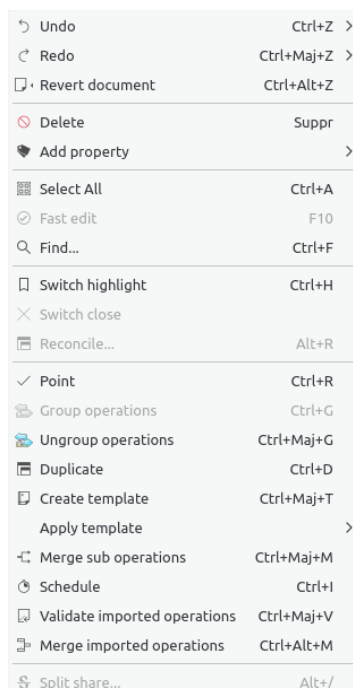 Undo Ctrl+Z
Redo Ctrl+Maj+Z
Revert document Ctrl+Alt+Z
Delete Suppr
Add property
Select All Ctrl+A
Fast edit F10
Find... Ctrl+F
Switch highlight Ctrl+H
Switch close
Reconcile... Alt+R
Point Ctrl+R
Group operations Ctrl+G
Ungroup operations Ctrl+Maj+G
Duplicate Ctrl+D
Create template Ctrl+Maj+T
Apply template
Merge sub operations Ctrl+Maj+M
Schedule Ctrl+I
Validate imported operations Ctrl+Maj+V
Merge imported operations Ctrl+Alt+M
Split share... Alt+/